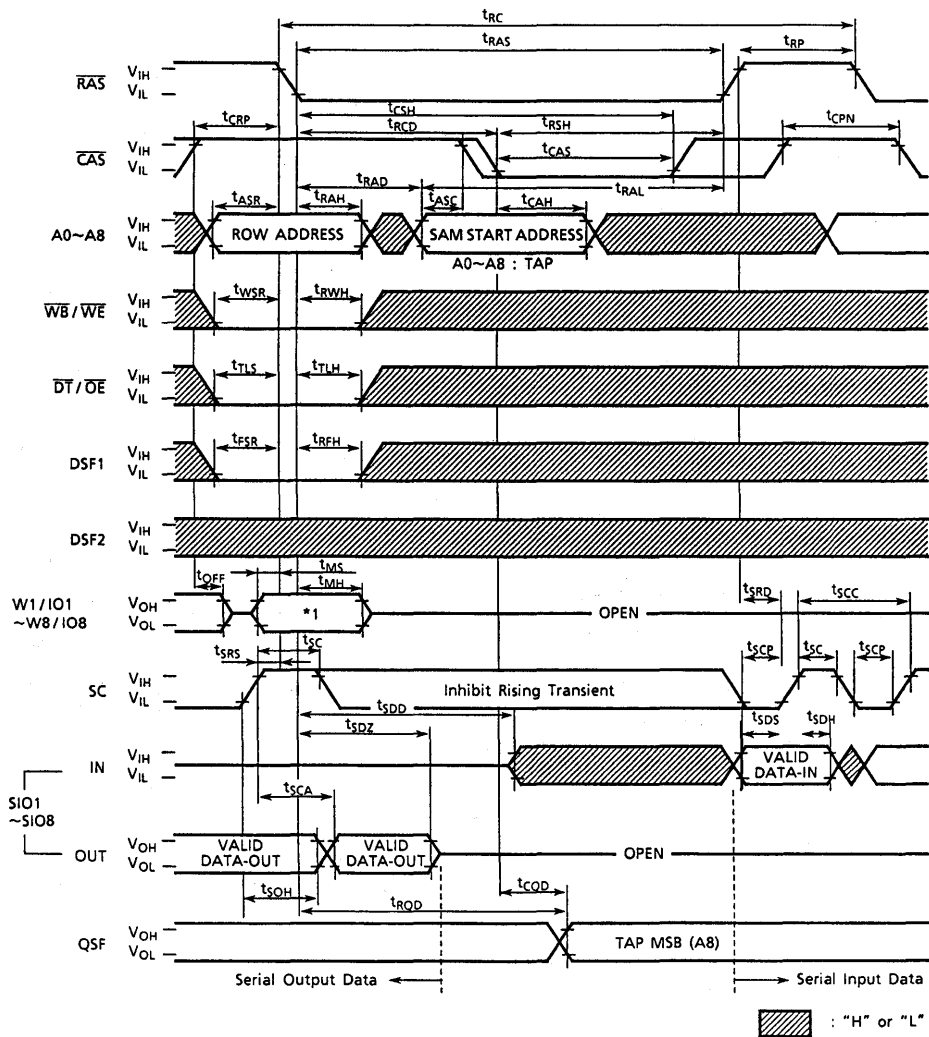 tRC
tRAS
tRP
RAS VIH
VIL
tCSH
tCRP tRCD tRSH tCPN
CAS VIH
VIL
tCAS
tRAD tRAL
tASR tRAH tASC tCAH
A0~A8 VIH
VIL
ROW ADDRESS SAM START ADDRESS
A0~A8 : TAP
tWSR tRWH
WB / WE VIH
VIL
tTLS tTLH
DT / OE VIH
VIL
tFSR tRFH
DSF1 VIH
VIL
DSF2 VIH
VIL
tOFF tMS
tMH
W1 / IO1
~W8 / IO8
VOH
VOL
*1 OPEN
tSRD tSCC
tSRS tSC tSCP tSC tSCP
SC VIH
VIL
Inhibit Rising Transient
tSDD tSDS tSDH
tSDZ
IN VIH
VIL
VALID
DATA-IN
SIO1
~SIO8
tSCA
OUT VOH
VOL
VALID
DATA-OUT
VALID
DATA-OUT
OPEN
tSOH tRQD tCQD
QSF VOH
VOL
TAP MSB (A8)
Serial Output Data Serial Input Data
: "H" or "L"